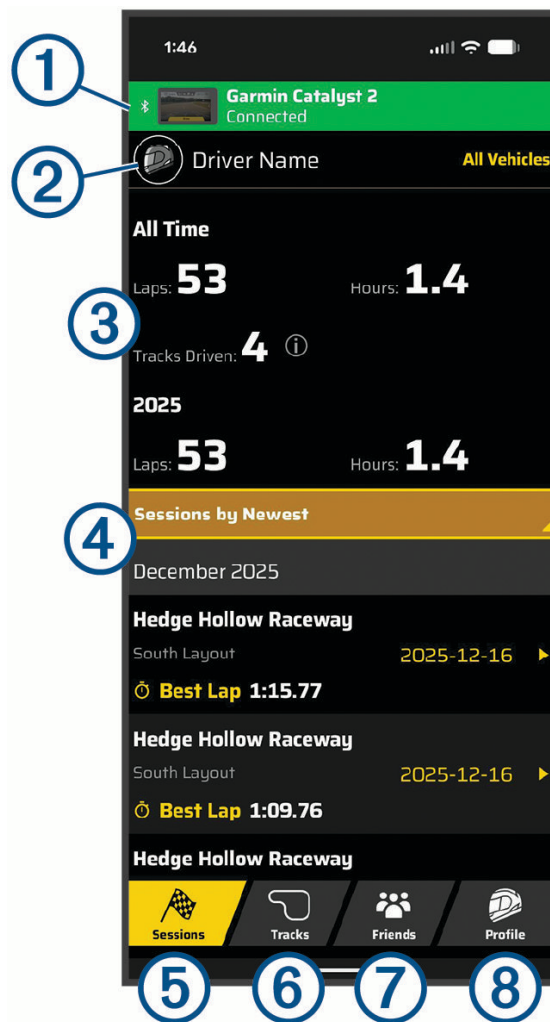 1:46
1
Garmin Catalyst 2
Connected
2
Driver Name
All Vehicles
All Time
Laps: 53
Hours: 1.4
3
Tracks Driven: 4
2025
Laps: 53
Hours: 1.4
4
Sessions by Newest
December 2025
Hedge Hollow Raceway
South Layout
2025-12-16
Best Lap 1:15.77
Hedge Hollow Raceway
South Layout
2025-12-16
Best Lap 1:09.76
Hedge Hollow Raceway
Sessions
Tracks
Friends
Profile
5
6
7
8